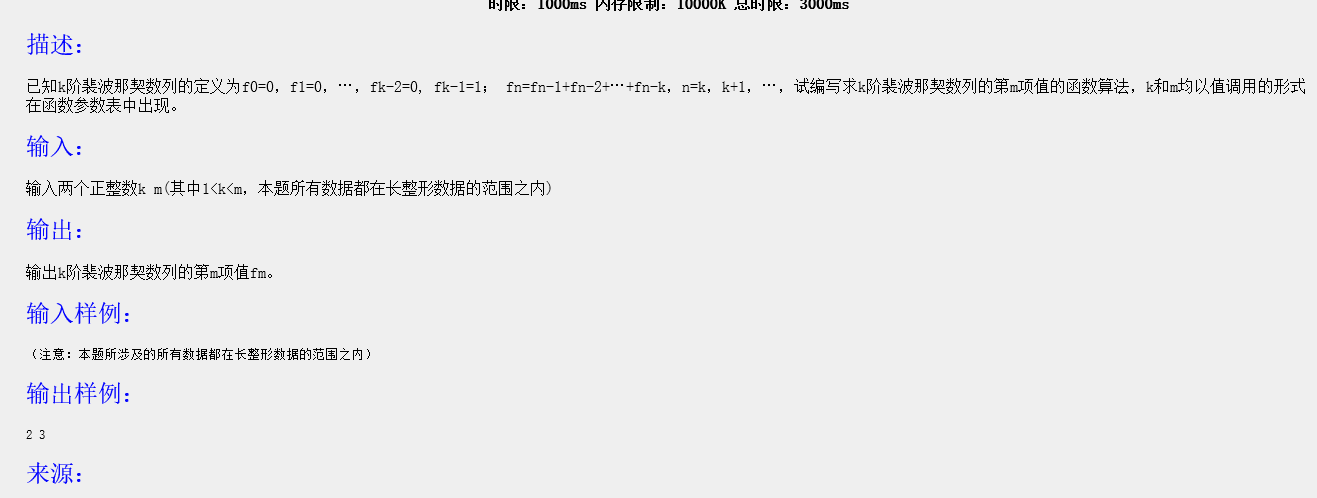 时限：1000ms 内存限制：10000K 总时限：3000ms
描述：
已知k阶裴波那契数列的定义为f0=0，f1=0，…，fk-2=0, fk-1=1； fn=fn-1+fn-2+…+fn-k，n=k，k+1，…，试编写求k阶裴波那契数列的第m项值的函数算法，k和m均以值调用的形式
在函数参数表中出现。
输入：
输入两个正整数k m(其中1<k<m，本题所有数据都在长整形数据的范围之内)
输出：
输出k阶裴波那契数列的第m项值fm。
输入样例：
（注意：本题所涉及的所有数据都在长整形数据的范围之内）
输出样例：
2 3
来源：